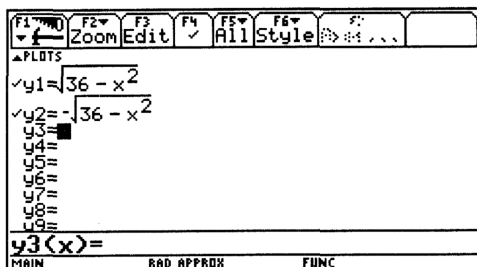 F1 F2▾ F3 F4 F5▾ F6▾
Zoom Edit ✓ All Style
▲PLOTS
✓y1=√36 - x²
✓y2=-√36 - x²
y3=
y4=
y5=
y6=
y7=
y8=
y9=
y3(x)=
MAIN RAD APPROX FUNC